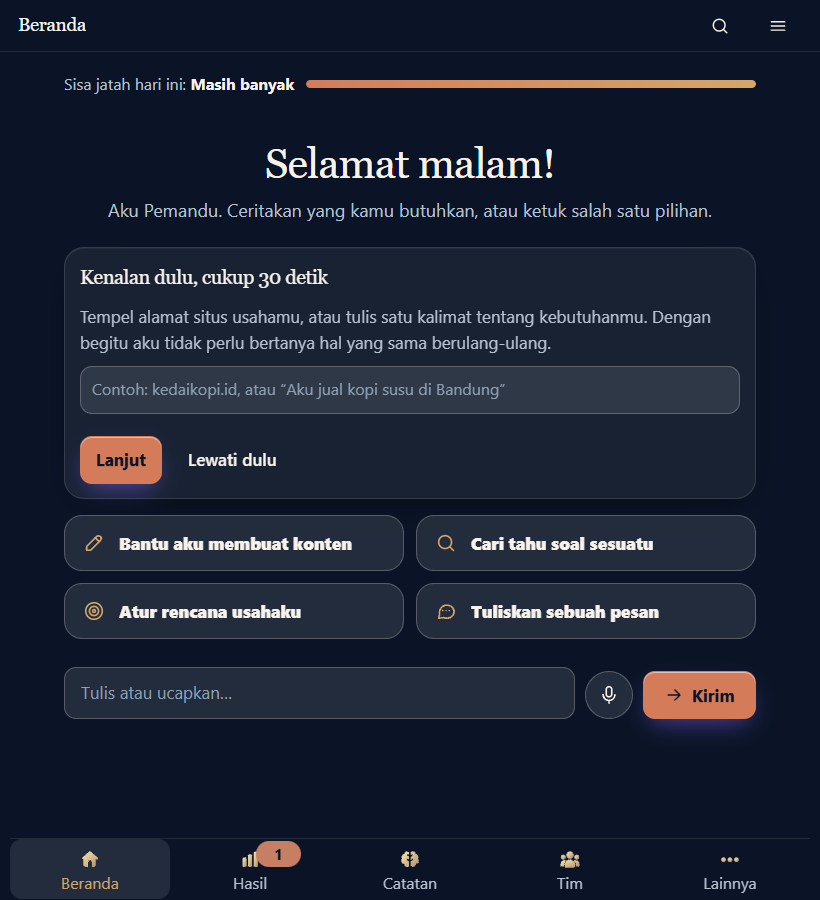 Beranda
Sisa jatah hari ini: Masih banyak
Selamat malam!
Aku Pemandu. Ceritakan yang kamu butuhkan, atau ketuk salah satu pilihan.
Kenalan dulu, cukup 30 detik
Tempel alamat situs usahamu, atau tulis satu kalimat tentang kebutuhanmu. Dengan
begitu aku tidak perlu bertanya hal yang sama berulang-ulang.
Contoh: kedaikopi.id, atau “Aku jual kopi susu di Bandung”
Lanjut
Lewati dulu
Bantu aku membuat konten
Cari tahu soal sesuatu
Atur rencana usahaku
Tuliskan sebuah pesan
Tulis atau ucapkan...
Kirim
Beranda
1
Hasil
Catatan
Tim
Lainnya